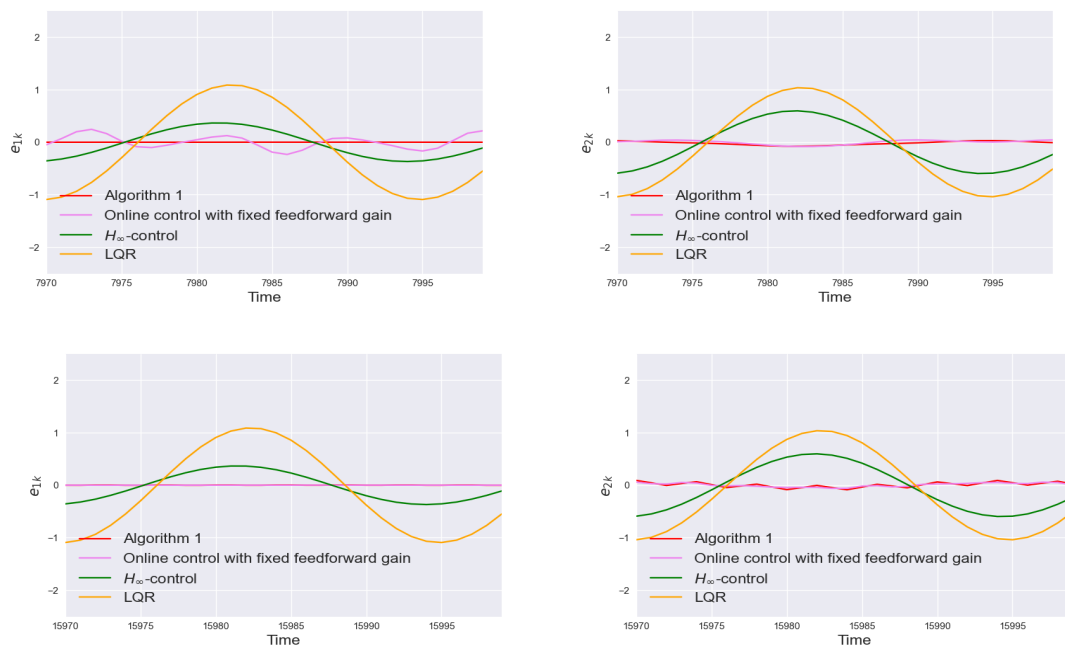 2
1
0
−1
−2
e1k
Algorithm 1
Online control with fixed feedforward gain
H∞-control
LQR
7970 7975 7980 7985 7990 7995
Time
2
1
0
−1
−2
e2k
Algorithm 1
Online control with fixed feedforward gain
H∞-control
LQR
7970 7975 7980 7985 7990 7995
Time
2
1
0
−1
−2
e1k
Algorithm 1
Online control with fixed feedforward gain
H∞-control
LQR
15970 15975 15980 15985 15990 15995
Time
2
1
0
−1
−2
e2k
Algorithm 1
Online control with fixed feedforward gain
H∞-control
LQR
15970 15975 15980 15985 15990 15995
Time